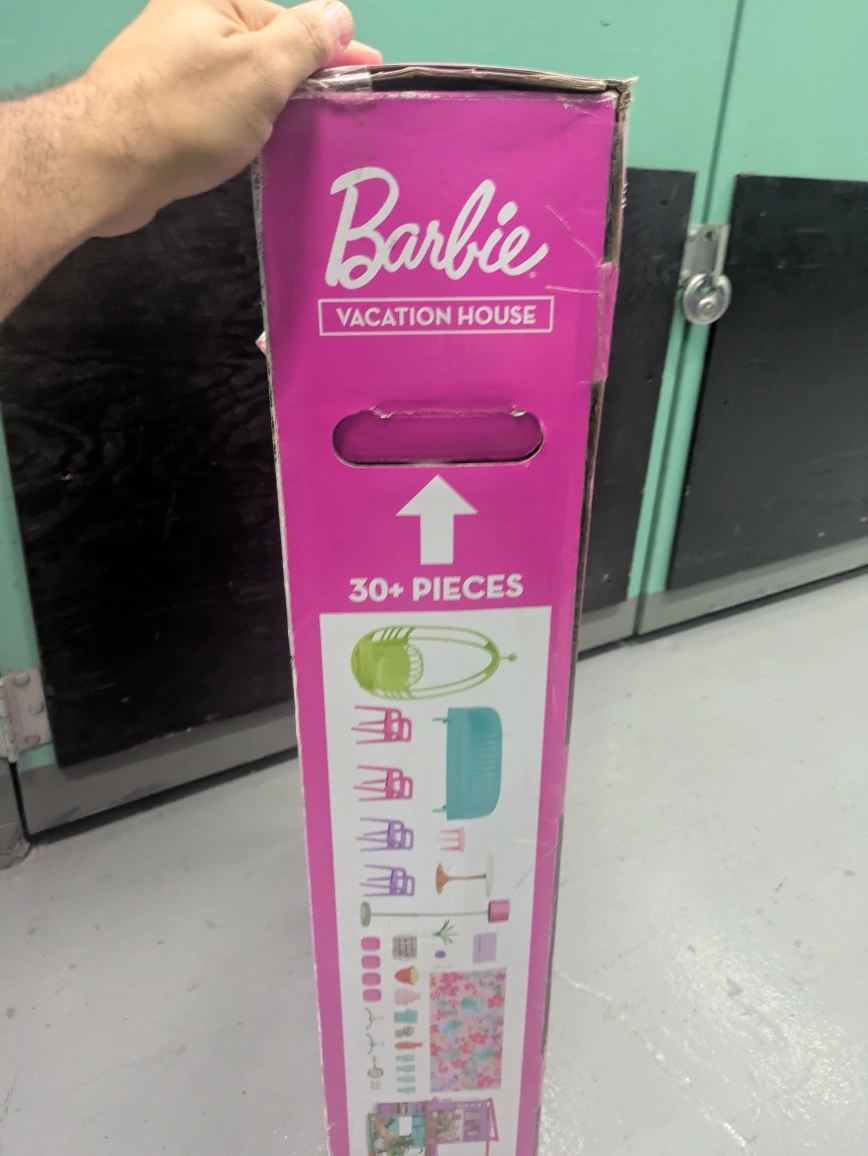 Barbie®
VACATION HOUSE
30+ PIECES